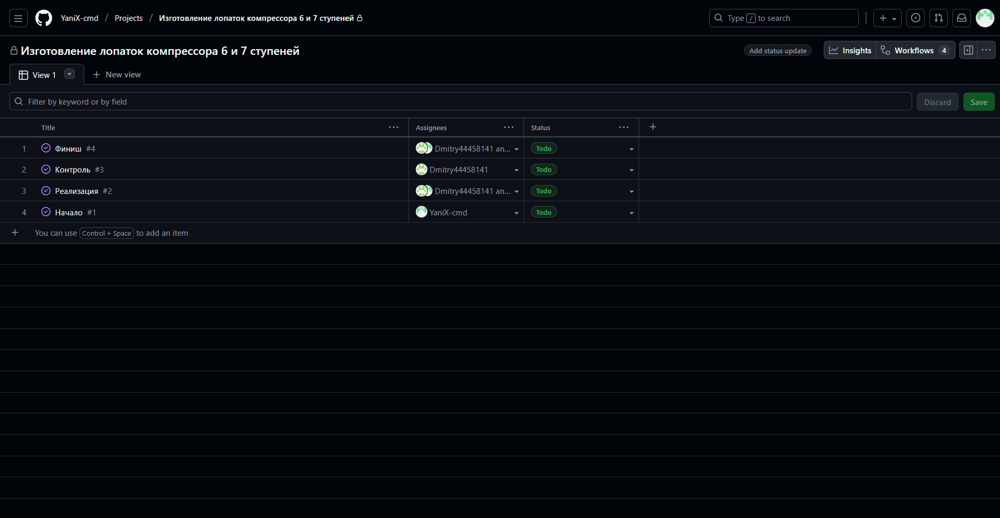 YaniX-cmd / Projects / Изготовление лопаток компрессора 6 и 7 ступеней
Type / to search
Изготовление лопаток компрессора 6 и 7 ступеней
Add status update
Insights
Workflows 4
View 1
New view
Filter by keyword or by field
Discard
Save
Title Assignees Status
1 Финиш #4 Dmitry44458141 an... Todo
2 Контроль #3 Dmitry44458141 Todo
3 Реализация #2 Dmitry44458141 an... Todo
4 Начало #1 YaniX-cmd Todo
You can use Control + Space to add an item